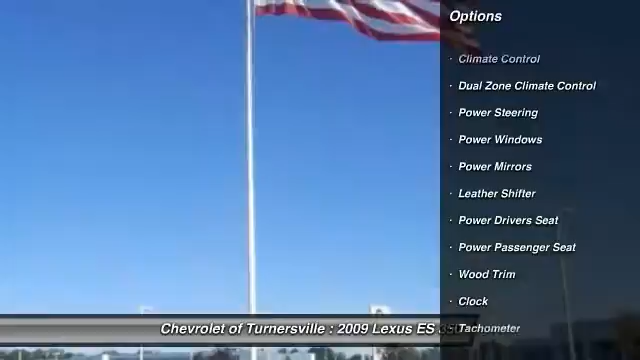 Options
· Climate Control
· Dual Zone Climate Control
· Power Steering
· Power Windows
· Power Mirrors
· Leather Shifter
· Power Drivers Seat
· Power Passenger Seat
· Wood Trim
· Clock
· Tachometer
Chevrolet of Turnersville : 2009 Lexus ES 350